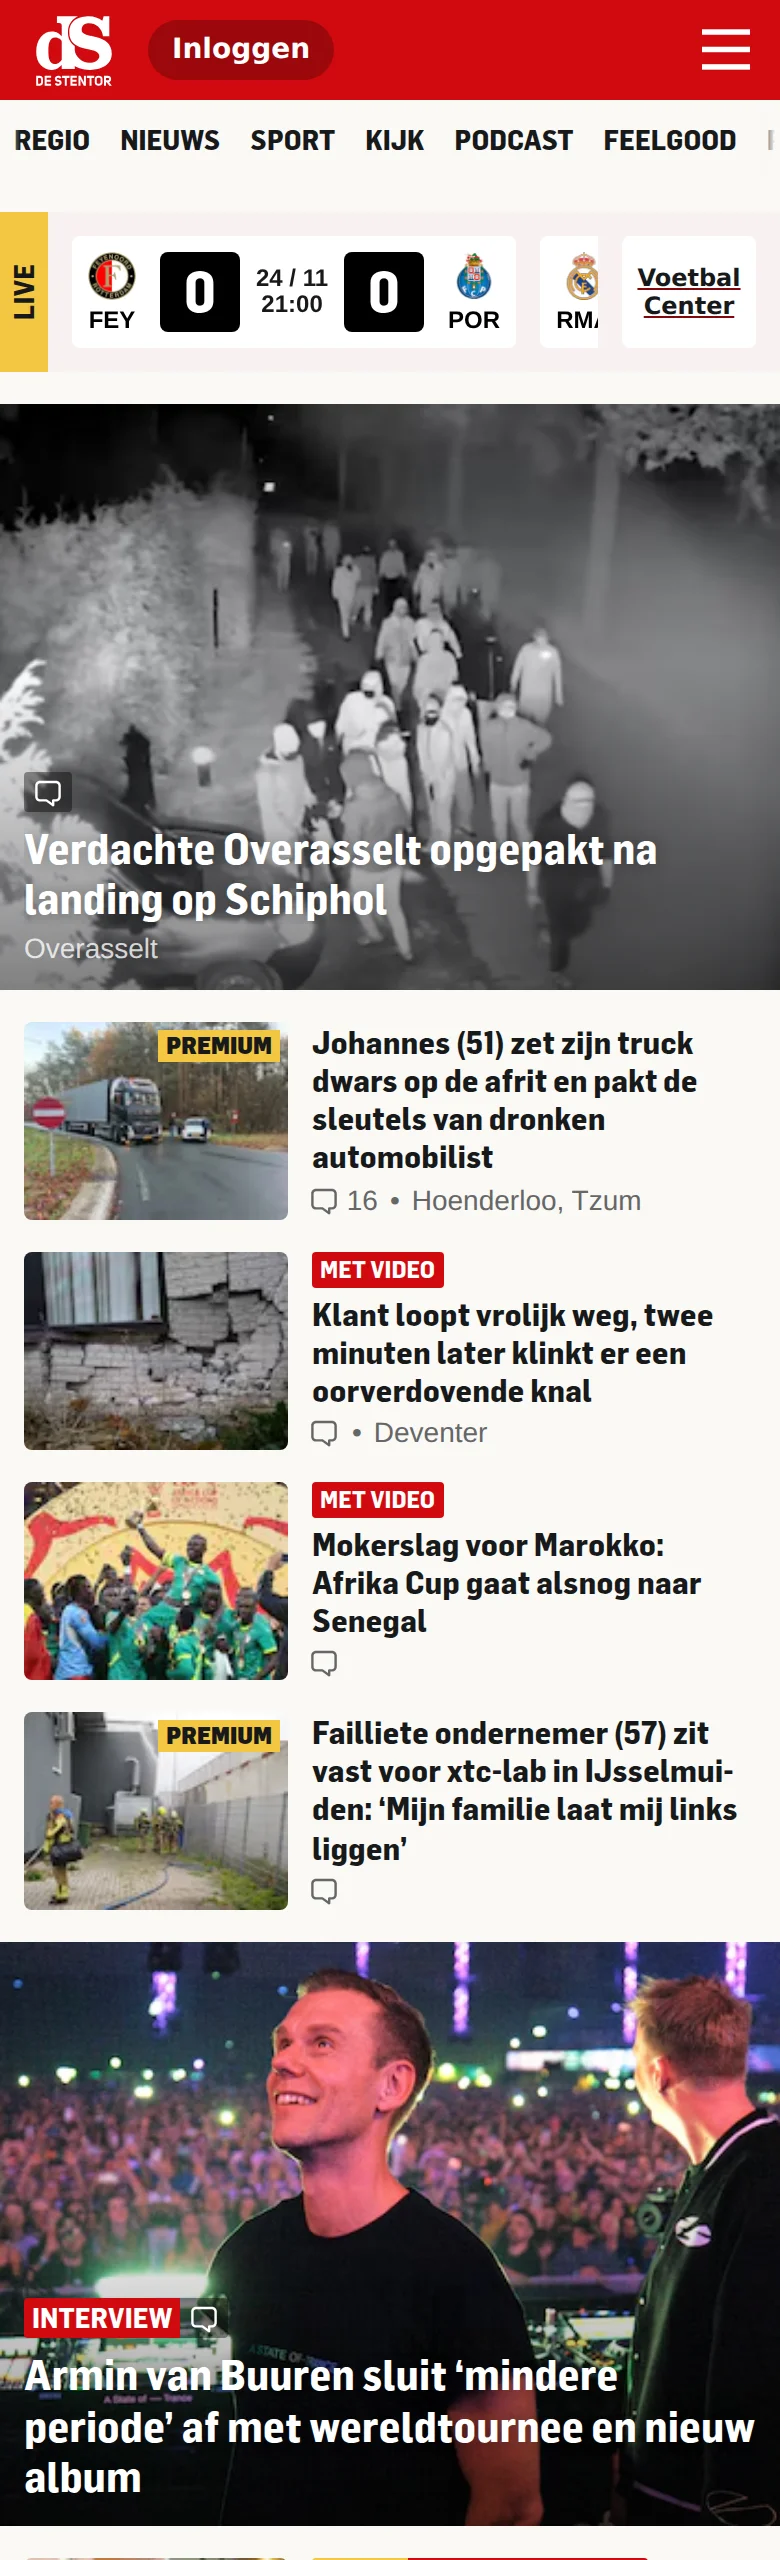 dS
DE STENTOR
Inloggen
REGIO NIEUWS SPORT KIJK PODCAST FEELGOOD
LIVE
FEY 0 24 / 11 0 POR
21:00
RMA
Voetbal
Center
Verdachte Overasselt opgepakt na
landing op Schiphol
Overasselt
PREMIUM
Johannes (51) zet zijn truck
dwars op de afrit en pakt de
sleutels van dronken
automobilist
16 • Hoenderloo, Tzum
MET VIDEO
Klant loopt vrolijk weg, twee
minuten later klinkt er een
oorverdovende knal
• Deventer
MET VIDEO
Mokerslag voor Marokko:
Afrika Cup gaat alsnog naar
Senegal
PREMIUM
Failliete ondernemer (57) zit
vast voor xtc-lab in IJsselmui-
den: ‘Mijn familie laat mij links
liggen’
INTERVIEW
Armin van Buuren sluit ‘mindere
periode’ af met wereldtournee en nieuw
album